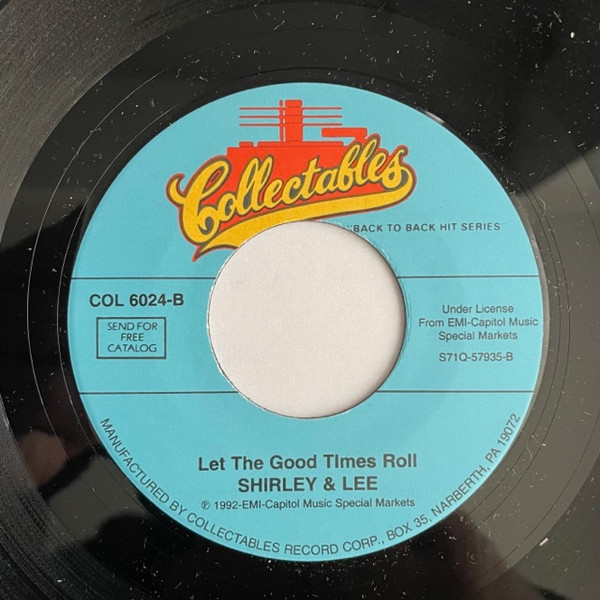 Collectables
"BACK TO BACK HIT SERIES
COL 6024-B
SEND FOR
FREE
CATALOG
Under License
From EMI-Capitol Music
Special Markets
S71Q-57935-B
Let The Good TImes Roll
SHIRLEY & LEE
℗ 1992-EMI-Capitol Music Special Markets
MANUFACTURED BY COLLECTABLES RECORD CORP., BOX 35, NARBERTH, PA 19072